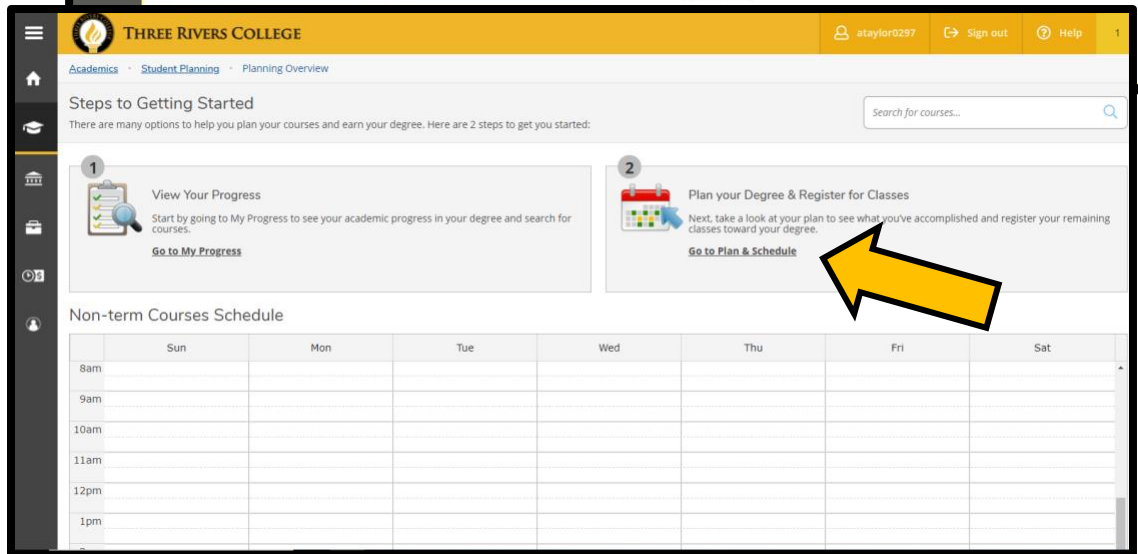 THREE RIVERS COLLEGE
ataylor0297 Sign out Help 1
Academics · Student Planning · Planning Overview
Steps to Getting Started
There are many options to help you plan your courses and earn your degree. Here are 2 steps to get you started:
Search for courses...
1
View Your Progress
Start by going to My Progress to see your academic progress in your degree and search for
courses.
Go to My Progress
2
Plan your Degree & Register for Classes
Next, take a look at your plan to see what you've accomplished and register your remaining
classes toward your degree.
Go to Plan & Schedule
Non-term Courses Schedule
Sun Mon Tue Wed Thu Fri Sat
8am
9am
10am
11am
12pm
1pm